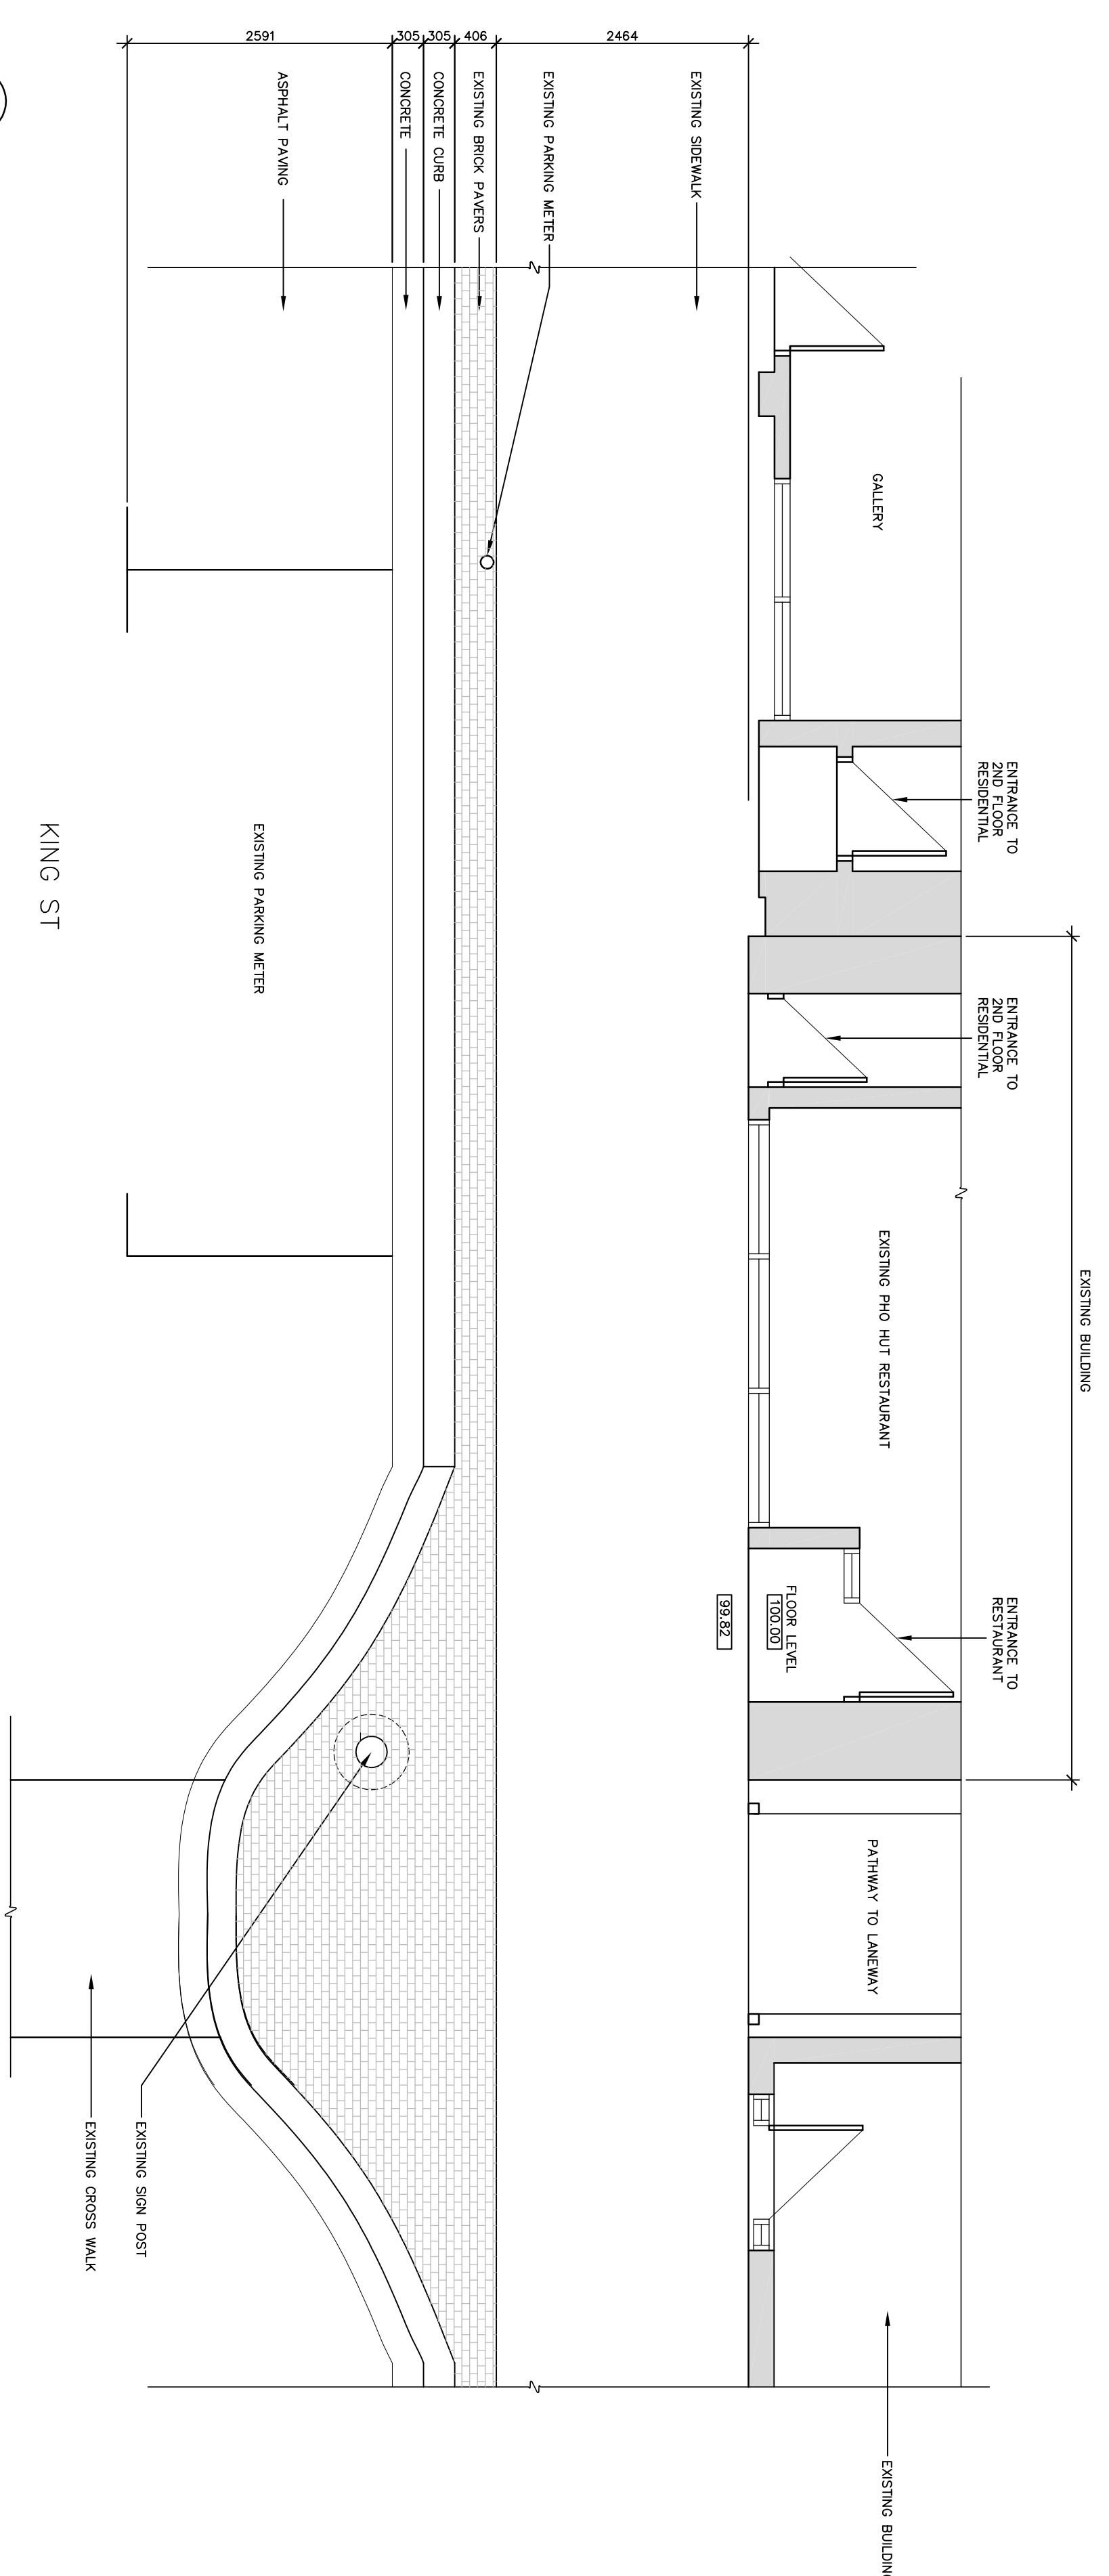 2591
305
305
406
2464
ASPHALT PAVING
CONCRETE
CONCRETE CURB
EXISTING BRICK PAVERS
EXISTING PARKING METER
EXISTING SIDEWALK
GALLERY
ENTRANCE TO
2ND FLOOR
RESIDENTIAL
ENTRANCE TO
2ND FLOOR
RESIDENTIAL
EXISTING BUILDING
EXISTING PHO HUT RESTAURANT
ENTRANCE TO
RESTAURANT
FLOOR LEVEL
100.00
99.82
PATHWAY TO LANEWAY
EXISTING BUILDING
KING ST
EXISTING PARKING METER
EXISTING SIGN POST
EXISTING CROSS WALK